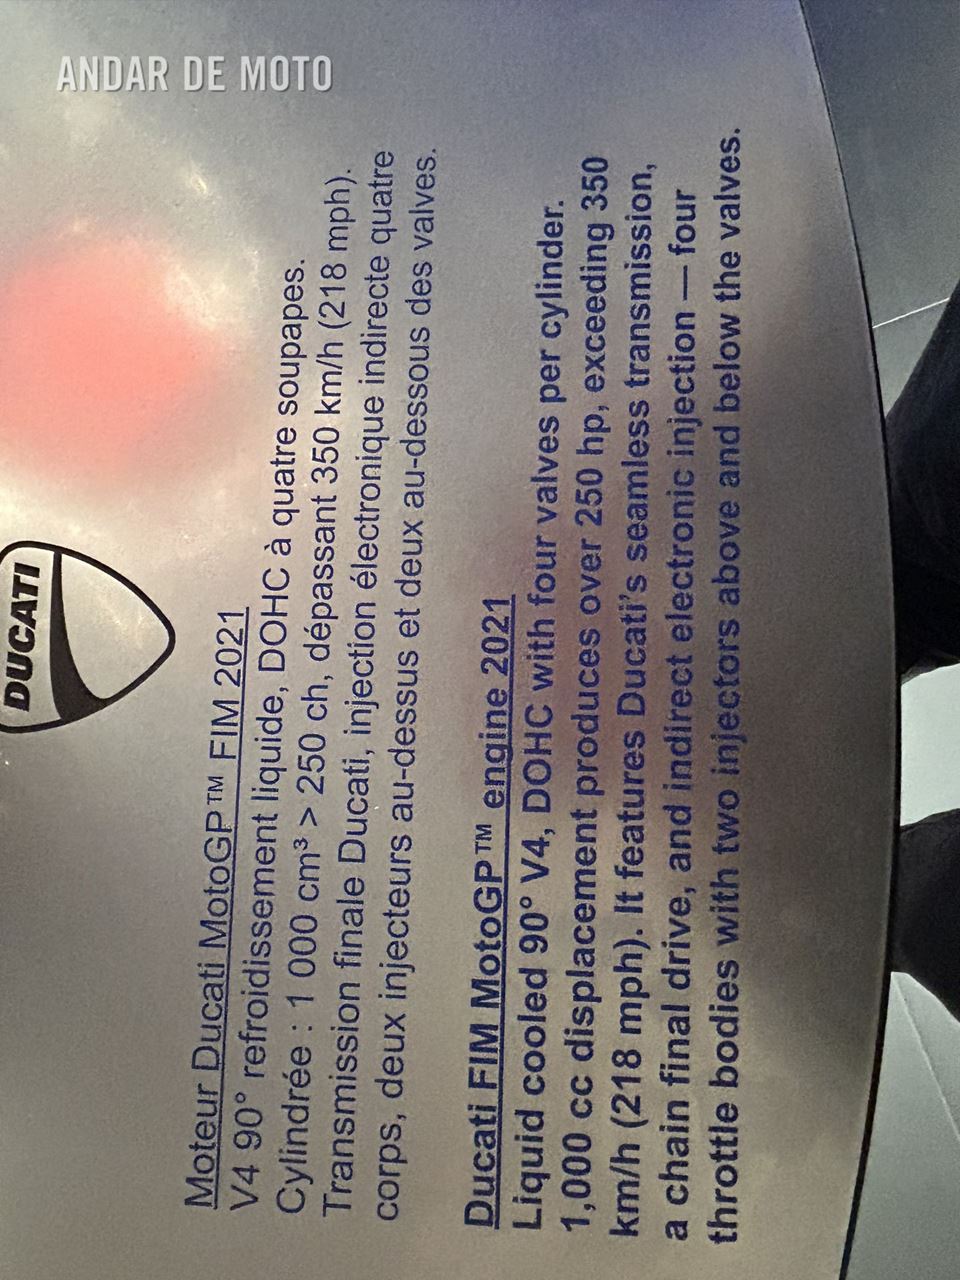 ANDAR DE MOTO
DUCATI
Moteur Ducati MotoGP™ FIM 2021
V4 90° refroidissement liquide, DOHC à quatre soupapes.
Cylindrée : 1 000 cm³ > 250 ch, dépassant 350 km/h (218 mph).
Transmission finale Ducati, injection électronique indirecte quatre
corps, deux injecteurs au-dessus et deux au-dessous des valves.
Ducati FIM MotoGP™ engine 2021
Liquid cooled 90° V4, DOHC with four valves per cylinder.
1,000 cc displacement produces over 250 hp, exceeding 350
km/h (218 mph). It features Ducati's seamless transmission,
a chain final drive, and indirect electronic injection — four
throttle bodies with two injectors above and below the valves.